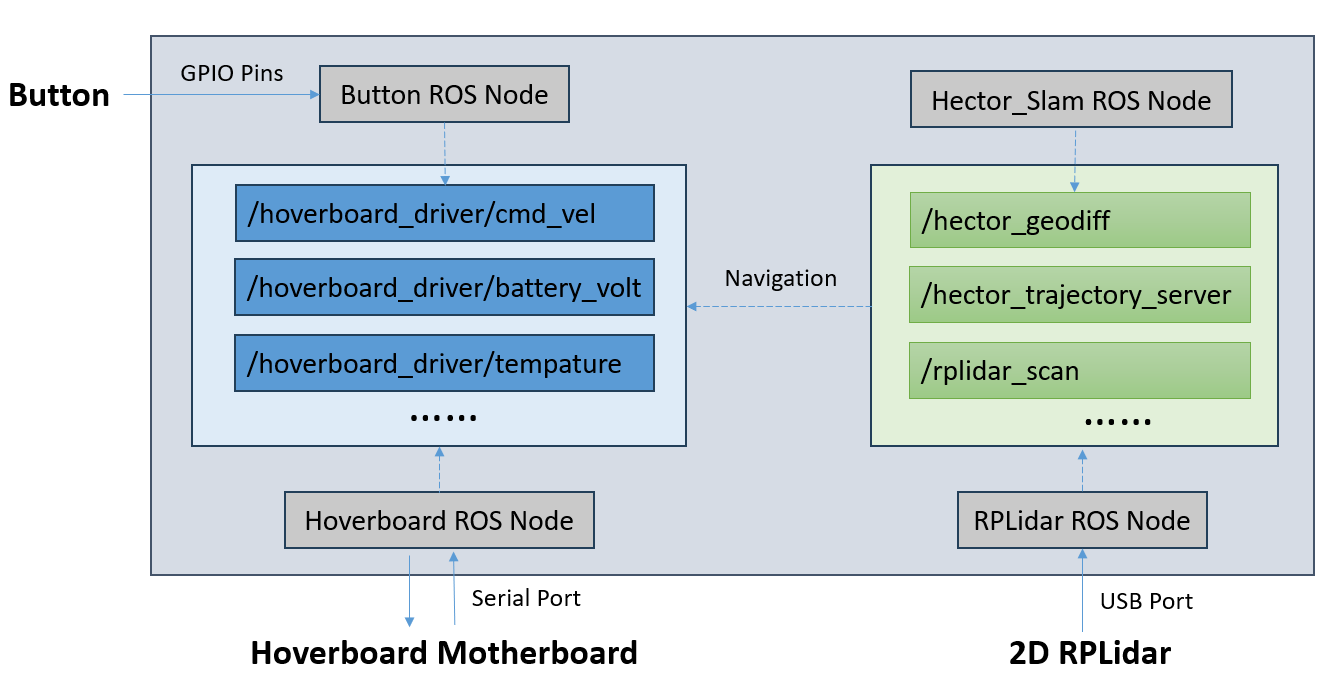 Button
GPIO Pins
Button ROS Node
Hector_Slam ROS Node
/hoverboard_driver/cmd_vel
/hoverboard_driver/battery_volt
/hoverboard_driver/tempature
......
Navigation
/hector_geodiff
/hector_trajectory_server
/rplidar_scan
......
Hoverboard ROS Node
RPLidar ROS Node
Serial Port
USB Port
Hoverboard Motherboard
2D RPLidar